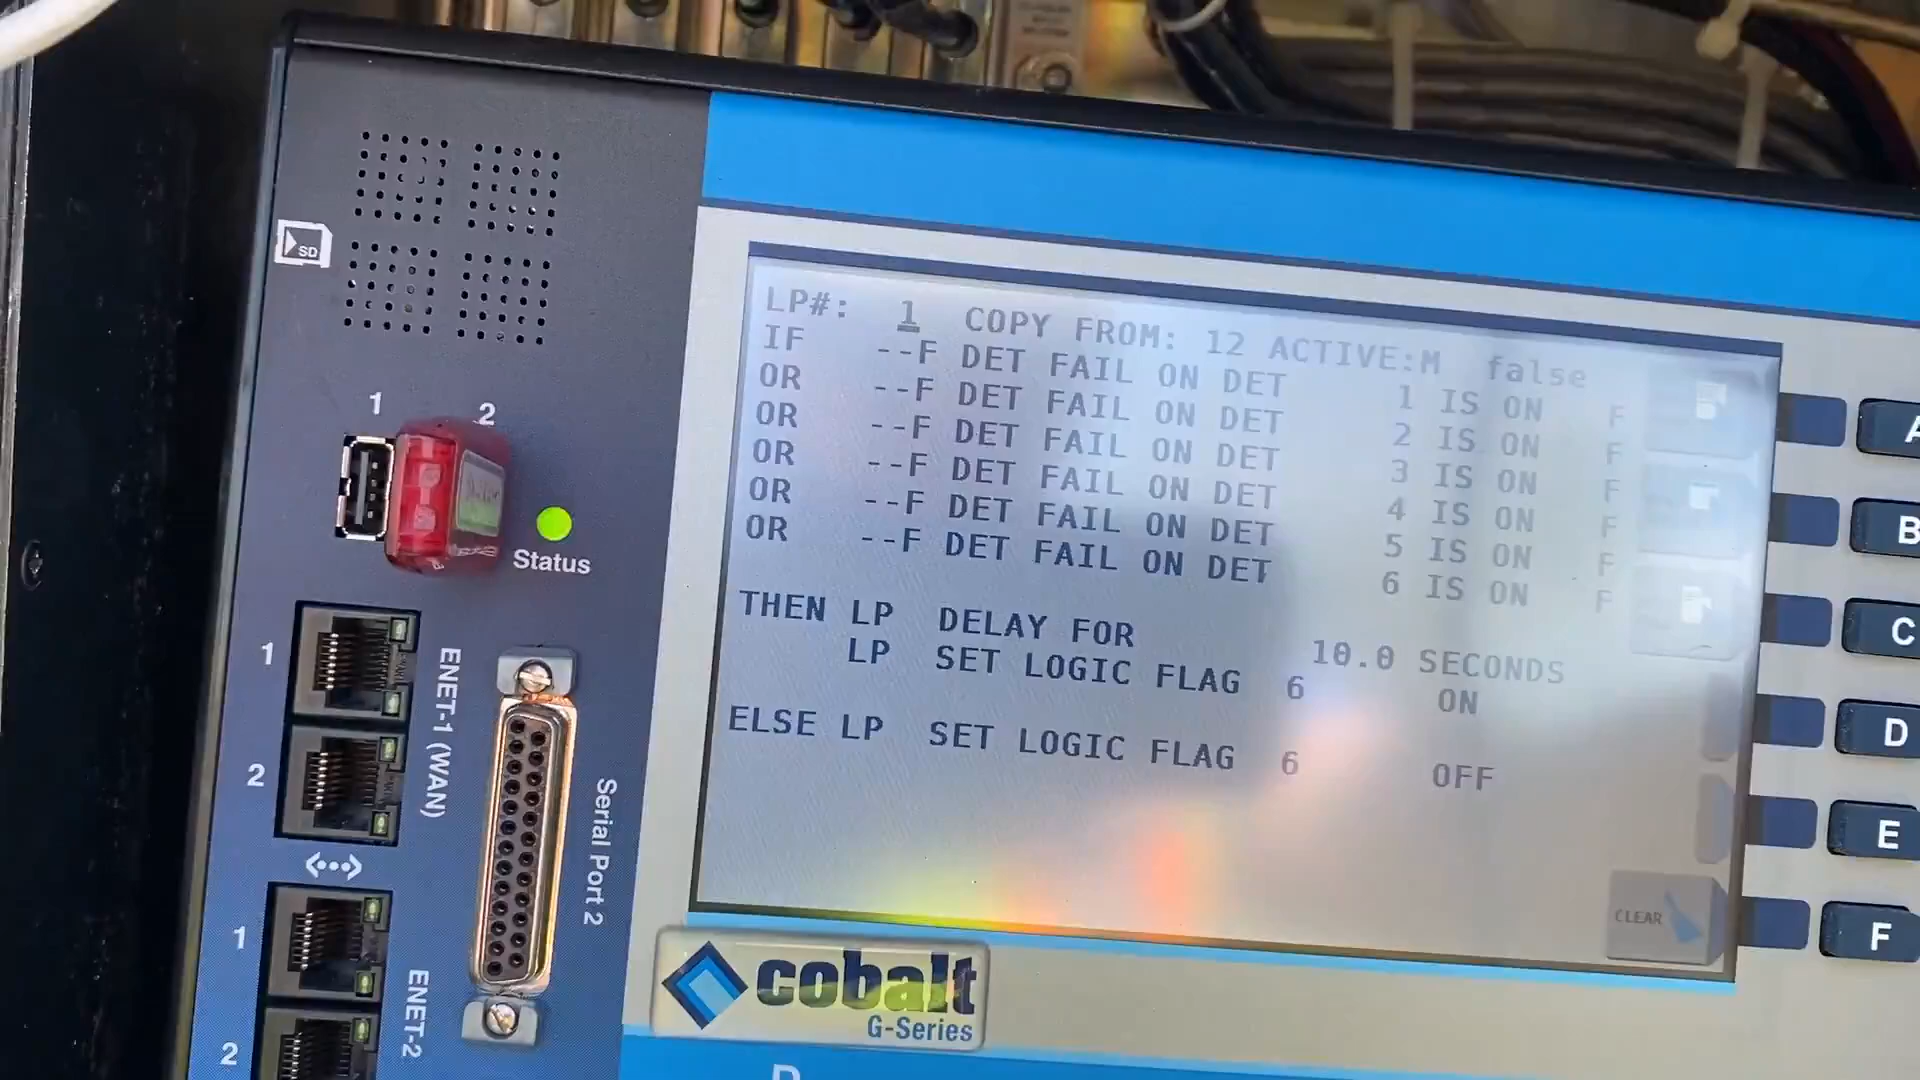 SD
1 2
Status
1
2
ENET-1 (WAN)
1
2
ENET-2
Serial Port 2
LP#: 1 COPY FROM: 12 ACTIVE:M false
IF --F DET FAIL ON DET 1 IS ON F
OR --F DET FAIL ON DET 2 IS ON F
OR --F DET FAIL ON DET 3 IS ON F
OR --F DET FAIL ON DET 4 IS ON F
OR --F DET FAIL ON DET 5 IS ON F
OR --F DET FAIL ON DET 6 IS ON F
THEN LP DELAY FOR 10.0 SECONDS
LP SET LOGIC FLAG 6 ON
ELSE LP SET LOGIC FLAG 6 OFF
CLEAR
A
B
C
D
E
F
cobalt
G-Series